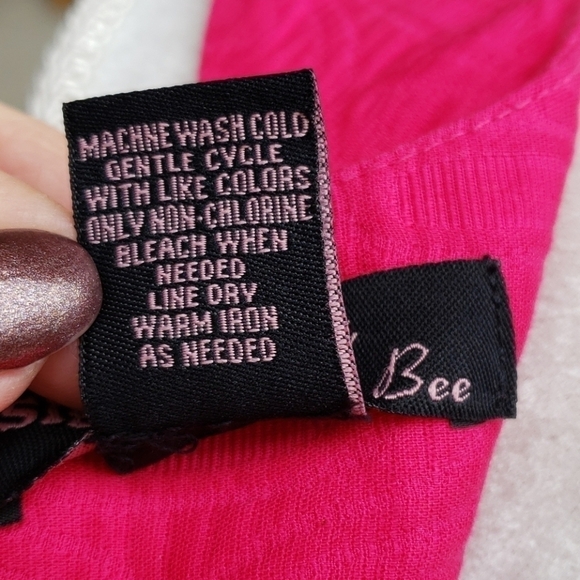 MACHNE WASH COLD
GENTLE CYCLE
WITH LIKE COLORS
ONLY NON-CHLORINE
BLEACH WHEN
NEEDED
LINE DRY
WARM IRON
AS NEEDED
Bee